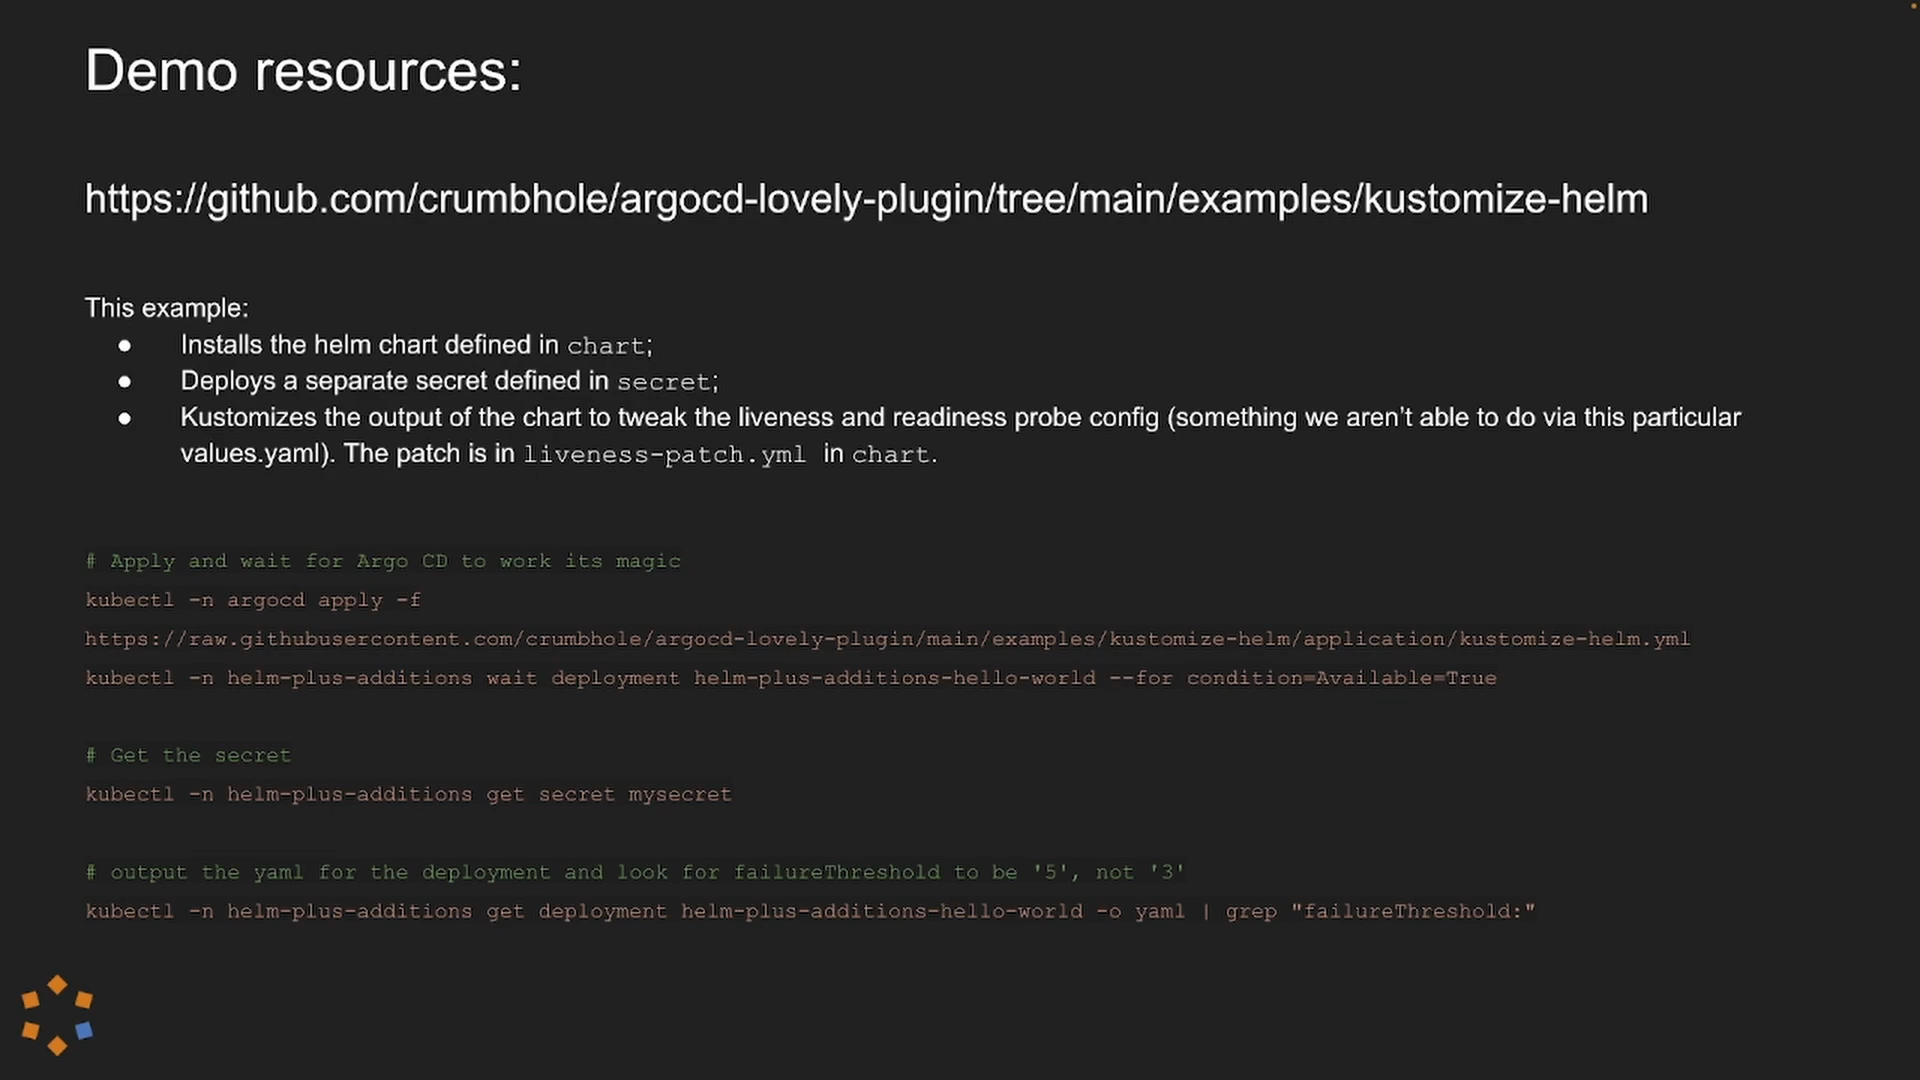 Demo resources:
https://github.com/crumbhole/argocd-lovely-plugin/tree/main/examples/kustomize-helm
This example:
● Installs the helm chart defined in chart;
● Deploys a separate secret defined in secret;
● Kustomizes the output of the chart to tweak the liveness and readiness probe config (something we aren't able to do via this particular
values.yaml). The patch is in liveness-patch.yml in chart.
# Apply and wait for Argo CD to work its magic
kubectl -n argocd apply -f
https://raw.githubusercontent.com/crumbhole/argocd-lovely-plugin/main/examples/kustomize-helm/application/kustomize-helm.yml
kubectl -n helm-plus-additions wait deployment helm-plus-additions-hello-world --for condition=Available=True
# Get the secret
kubectl -n helm-plus-additions get secret mysecret
# output the yaml for the deployment and look for failureThreshold to be '5', not '3'
kubectl -n helm-plus-additions get deployment helm-plus-additions-hello-world -o yaml | grep "failureThreshold:"